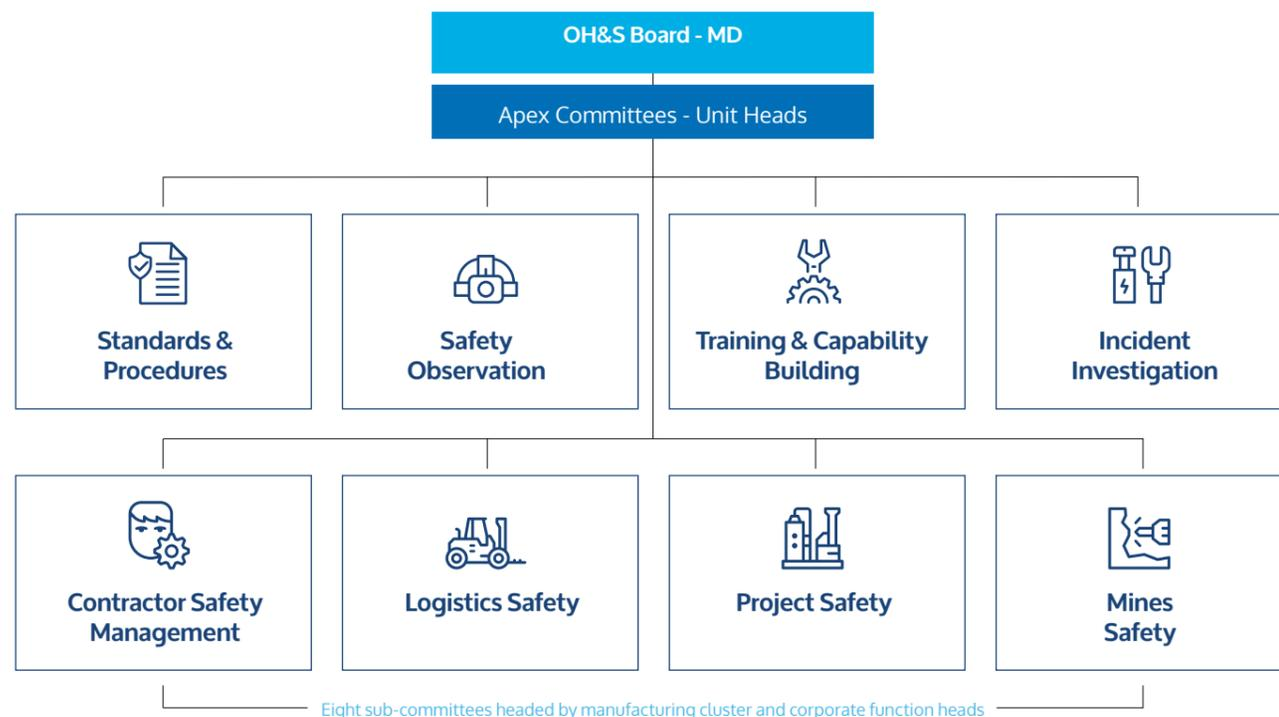 OH&S Board - MD
Apex Committees - Unit Heads
Standards &
Procedures
Safety
Observation
Training & Capability
Building
Incident
Investigation
Contractor Safety
Management
Logistics Safety
Project Safety
Mines
Safety
Eight sub-committees headed by manufacturing cluster and corporate function heads